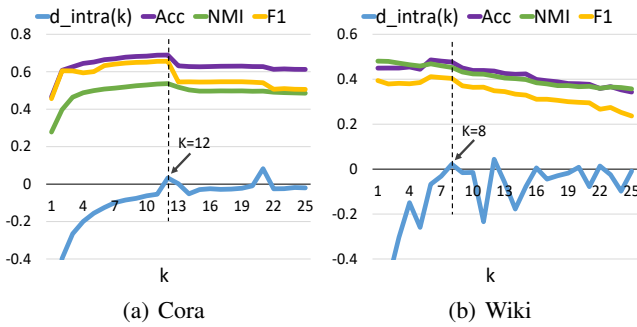 d_intra(k) Acc NMI F1
0.8
0.6
0.4
0.2
0
-0.2
-0.4
K=12
1 4 7 10 13 16 19 22 25
k
(a) Cora
d_intra(k) Acc NMI F1
0.6
0.4
0.2
0
-0.2
-0.4
K=8
1 4 7 10 13 16 19 22 25
k
(b) Wiki